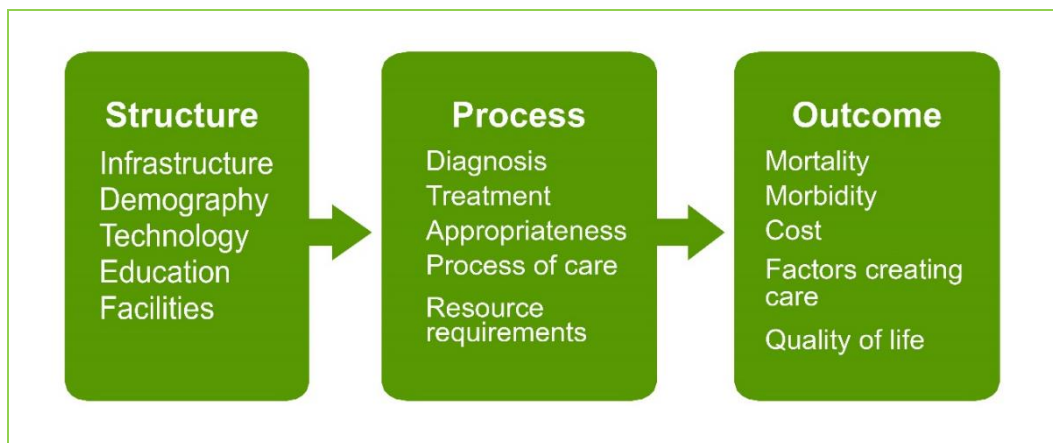 Structure
Infrastructure
Demography
Technology
Education
Facilities
Process
Diagnosis
Treatment
Appropriateness
Process of care
Resource
requirements
Outcome
Mortality
Morbidity
Cost
Factors creating
care
Quality of life